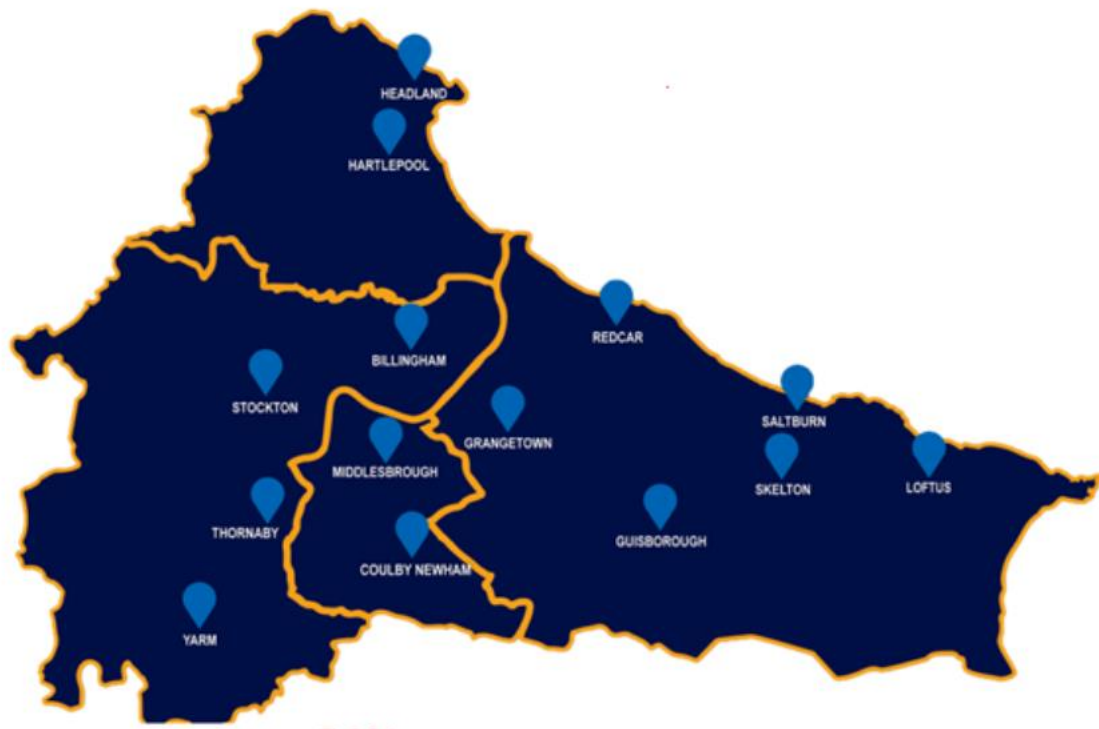 HEADLAND
HARTLEPOOL
REDCAR
BILLINGHAM
STOCKTON
SALTBURN
GRANGETOWN
MIDDLESBROUGH
SKELTON
LOFTUS
THORNABY
GUISBOROUGH
COULBY NEWHAM
YARM